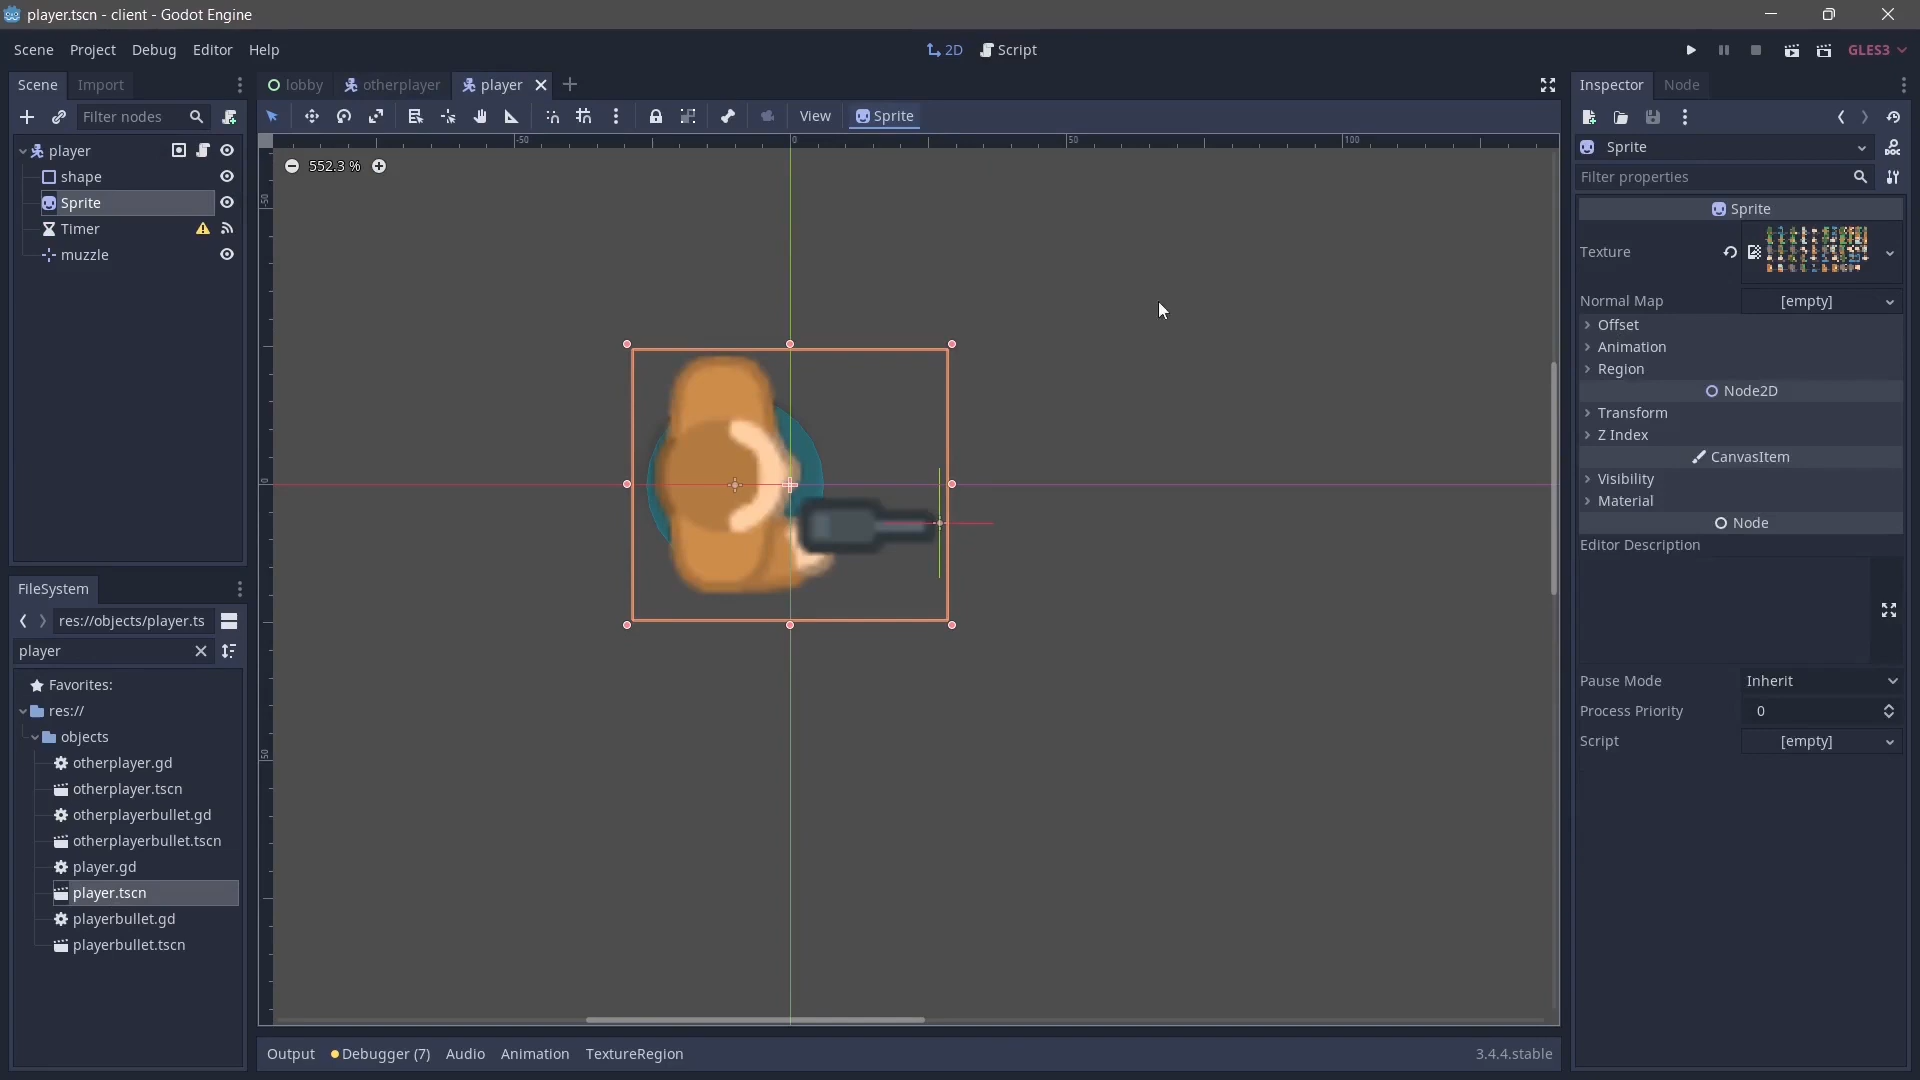 player.tscn - client - Godot Engine
Scene Project Debug Editor Help
2D Script
GLES3
Scene Import
lobby otherplayer player
Inspector Node
Filter nodes
View Sprite
player
shape
Sprite
Timer
muzzle
-50 0 50 100
-50
0
50
552.3 %
Sprite
Filter properties
Sprite
Texture
Normal Map [empty]
Offset
Animation
Region
Node2D
Transform
Z Index
CanvasItem
Visibility
Material
Node
Editor Description
Pause Mode Inherit
Process Priority 0
Script [empty]
FileSystem
res://objects/player.ts
player
Favorites:
res://
objects
otherplayer.gd
otherplayer.tscn
otherplayerbullet.gd
otherplayerbullet.tscn
player.gd
player.tscn
playerbullet.gd
playerbullet.tscn
Output Debugger (7) Audio Animation TextureRegion
3.4.4.stable